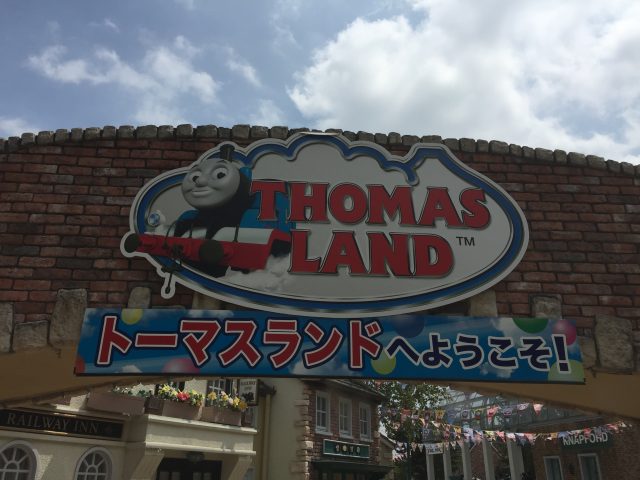 THOMAS
LAND
™
トーマスランドへようこそ!
RAILWAY INN
KNAPFORD